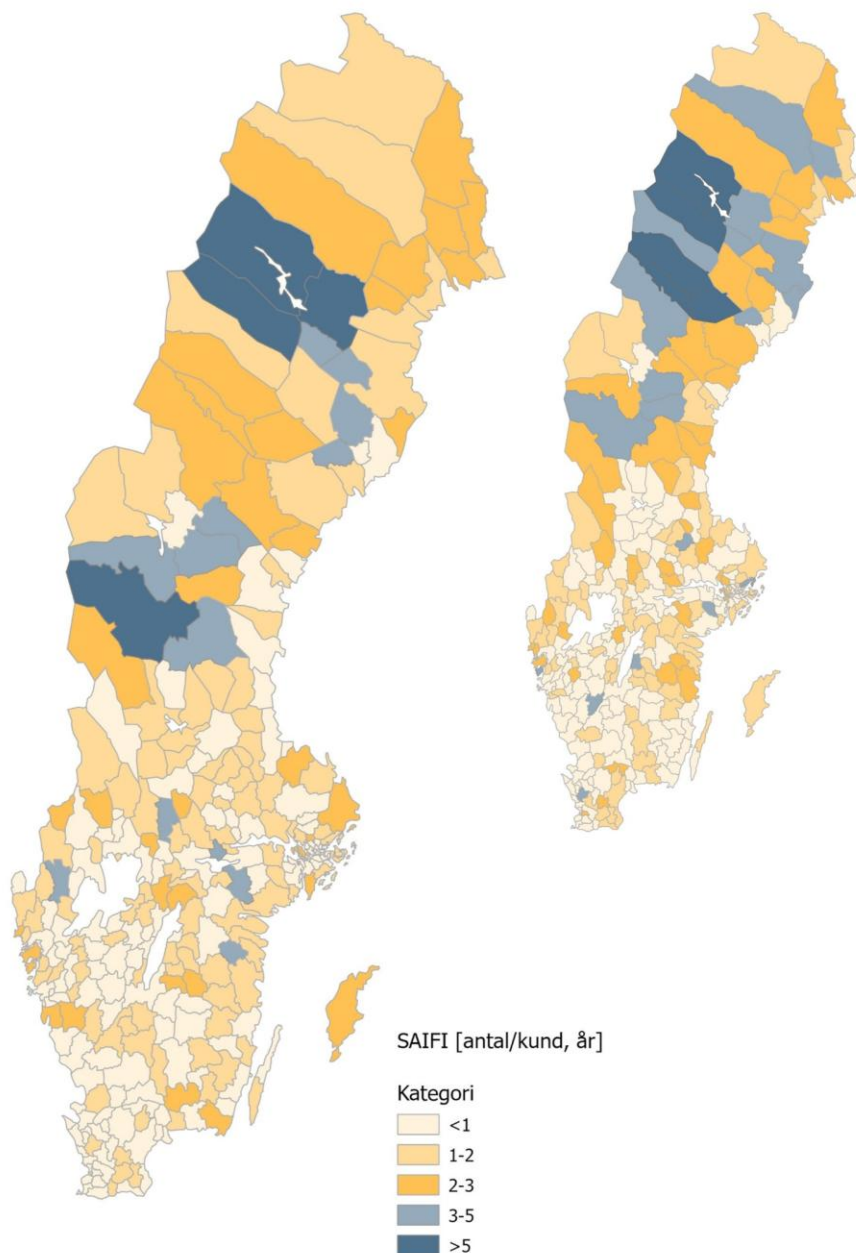 SAIFI [antal/kund, år]
Kategori
<1
1-2
2-3
3-5
>5